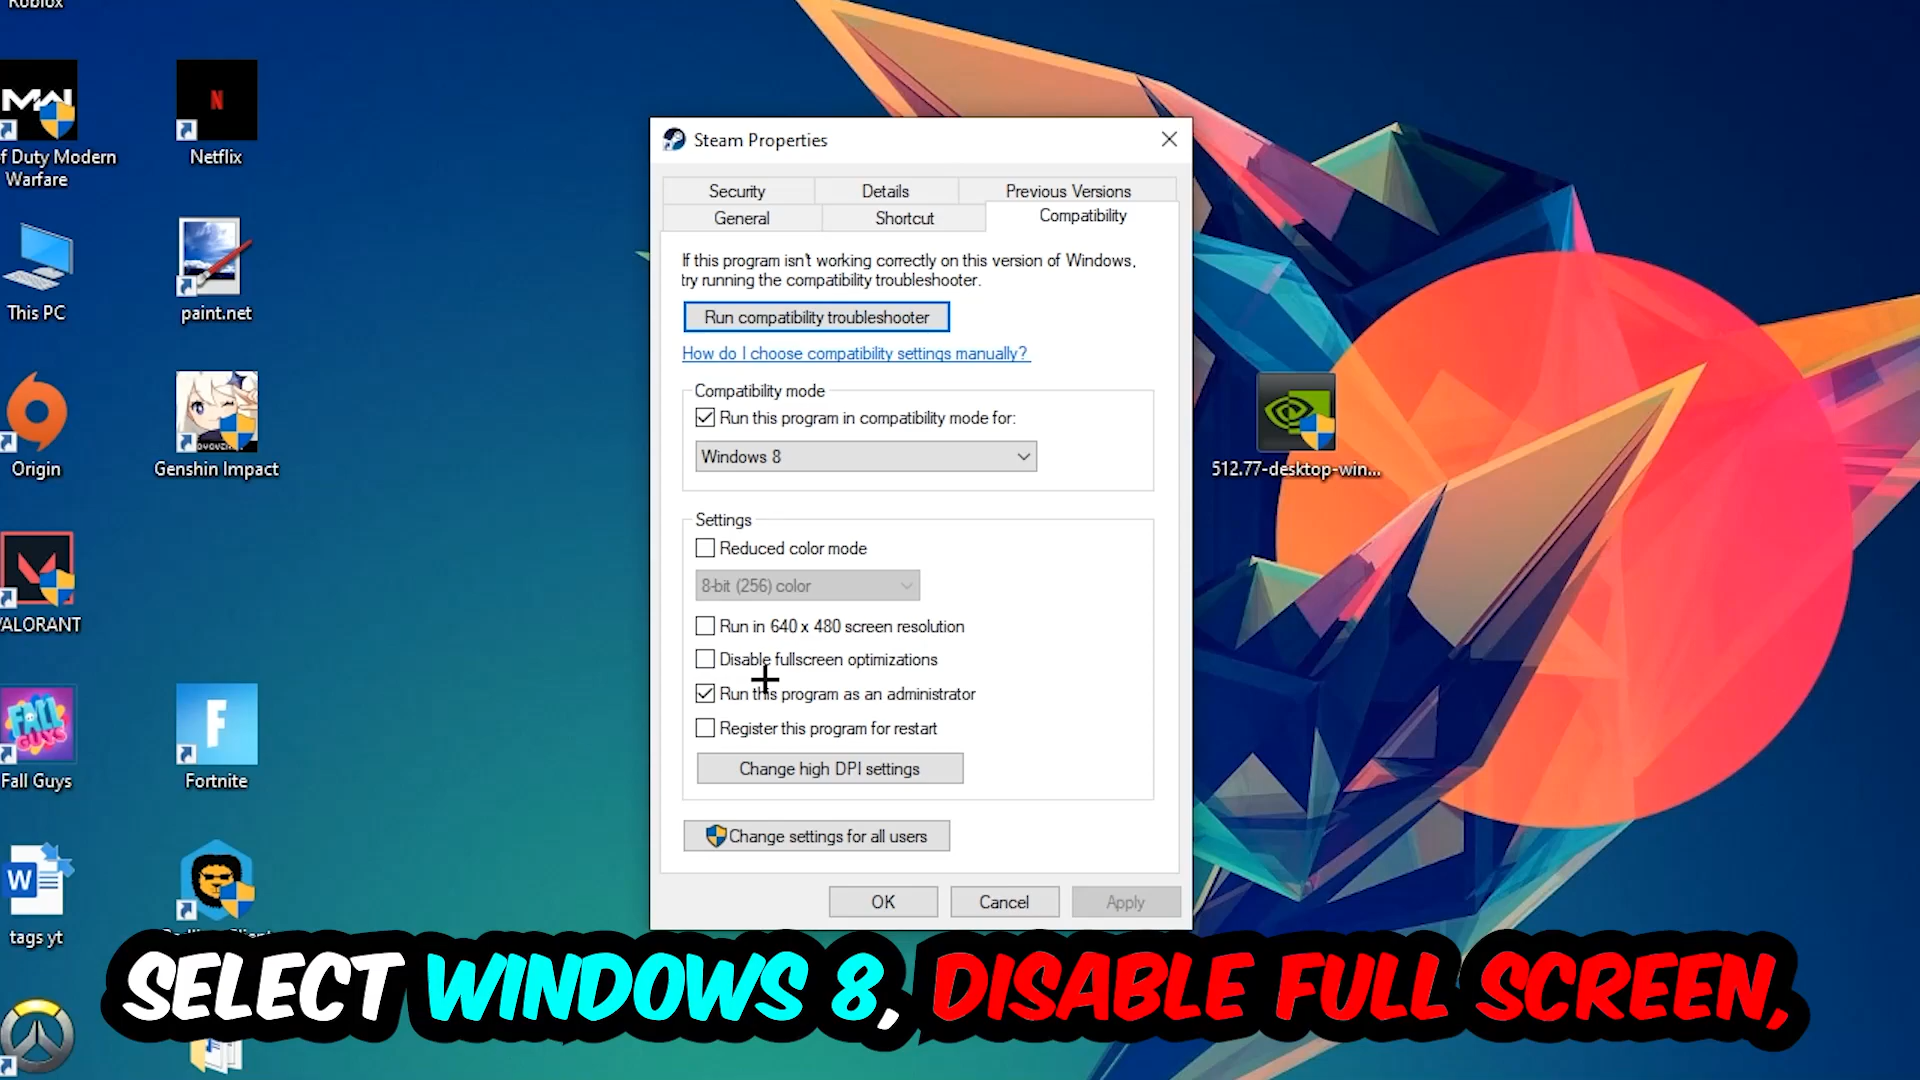 Roblox
MW
N
of Duty Modern
Warfare
Netflix
This PC
paint.net
Origin
Genshin Impact
VALORANT
FALL
GUYS
Fall Guys
F
Fortnite
W
tags yt
512.77-desktop-win...
Steam Properties
Security
Details
Previous Versions
General
Shortcut
Compatibility
If this program isn't working correctly on this version of Windows,
try running the compatibility troubleshooter.
Run compatibility troubleshooter
How do I choose compatibility settings manually?
Compatibility mode
Run this program in compatibility mode for:
Windows 8
Settings
Reduced color mode
8-bit (256) color
Run in 640 x 480 screen resolution
Disable fullscreen optimizations
Run this program as an administrator
Register this program for restart
Change high DPI settings
Change settings for all users
OK
Cancel
Apply
SELECT WINDOWS 8, DISABLE FULL SCREEN,